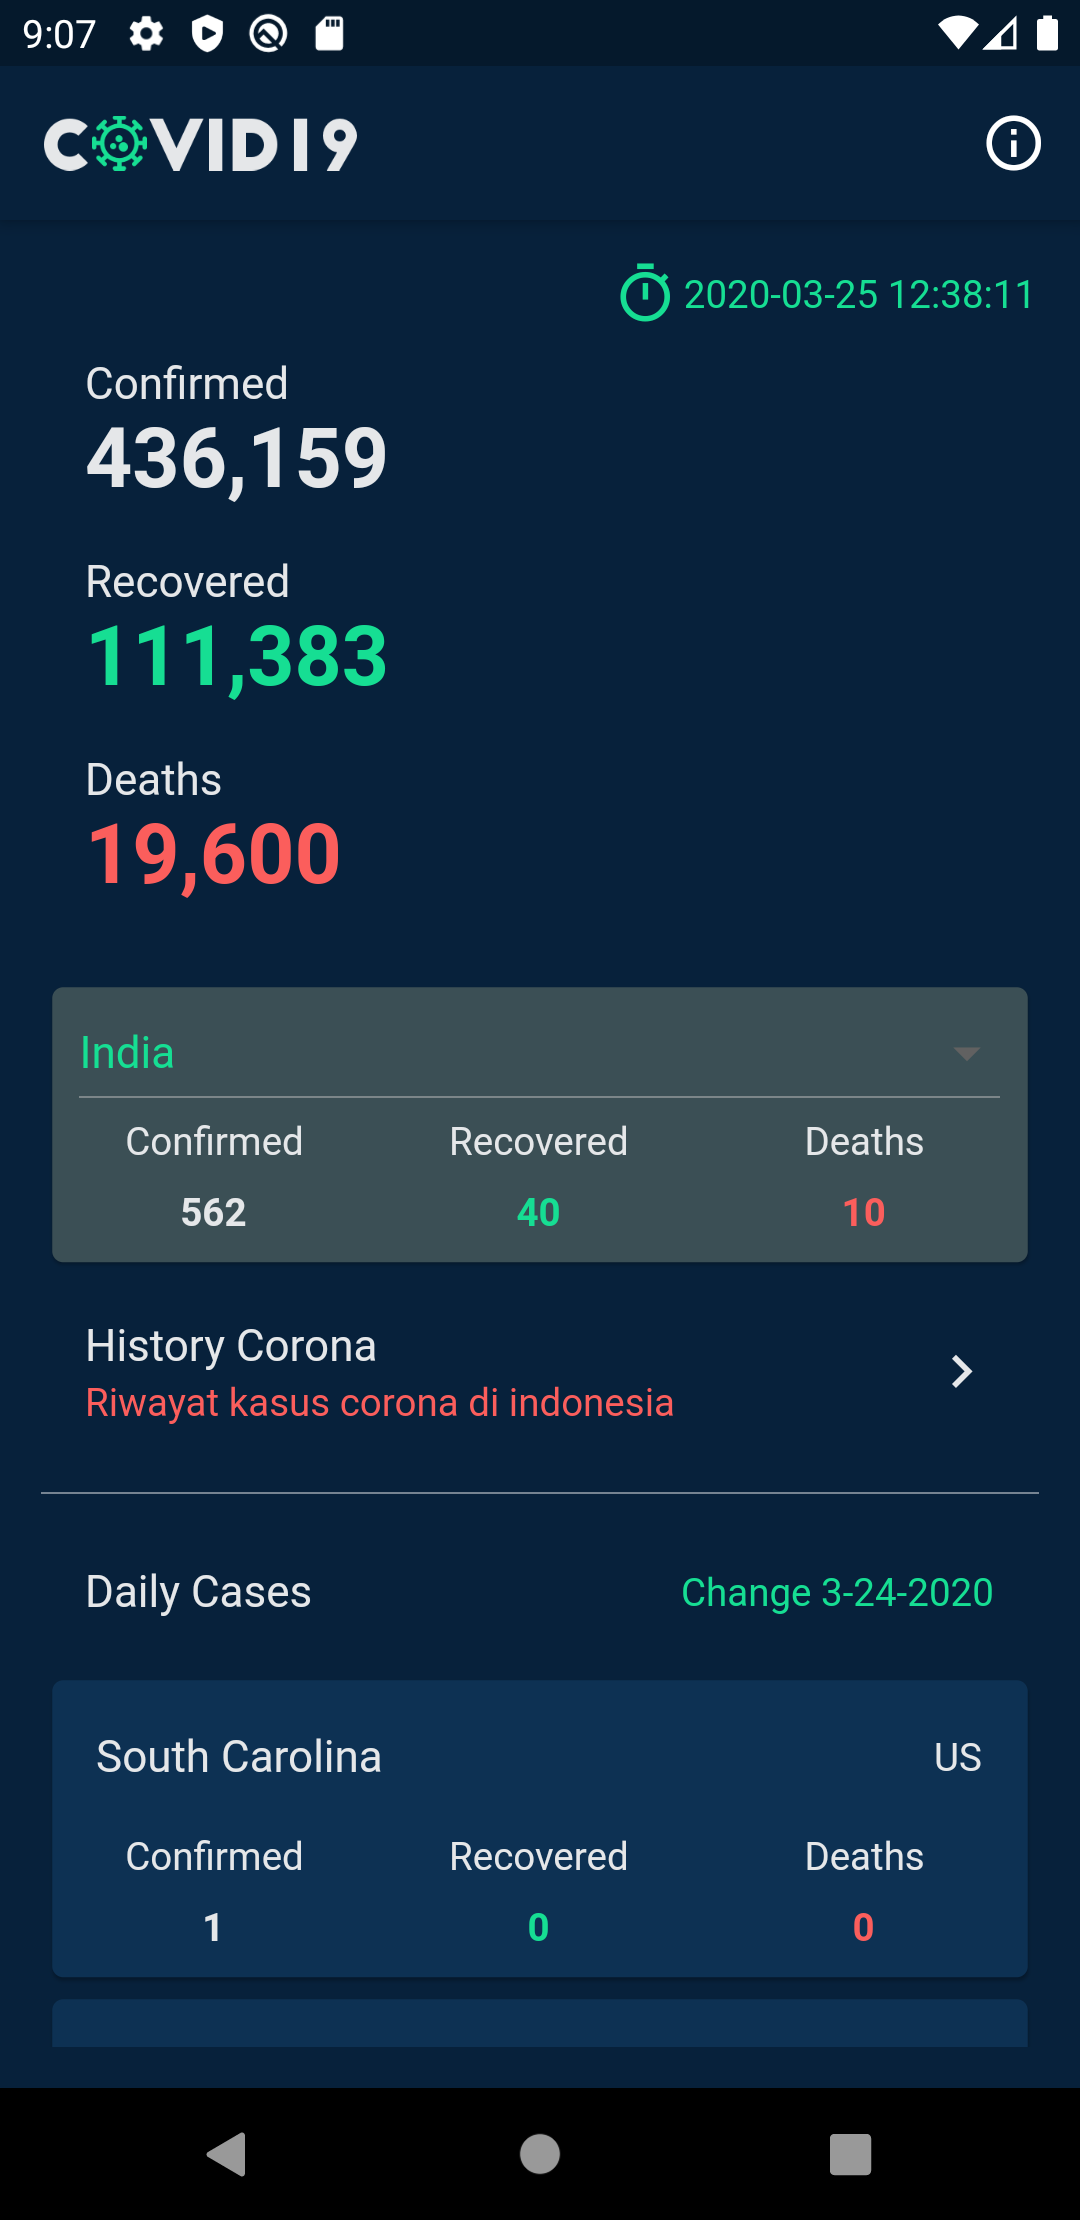 9:07
COVID19
2020-03-25 12:38:11
Confirmed
436,159
Recovered
111,383
Deaths
19,600
India
Confirmed Recovered Deaths
562 40 10
History Corona
Riwayat kasus corona di indonesia
Daily Cases Change 3-24-2020
South Carolina US
Confirmed Recovered Deaths
1 0 0